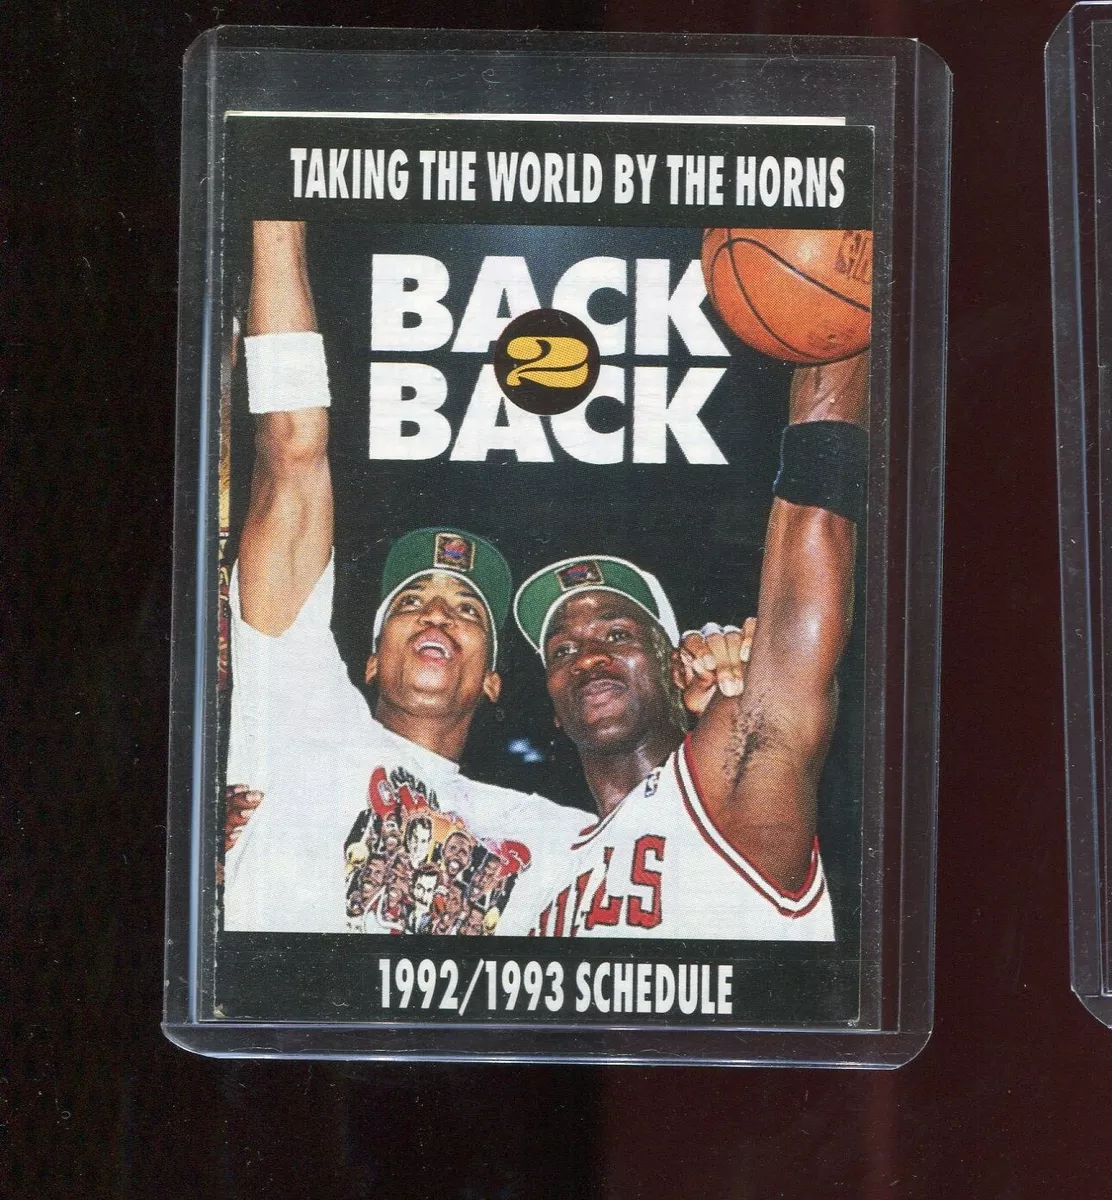 TAKING THE WORLD BY THE HORNS
BACK
2
BACK
1992/1993 SCHEDULE